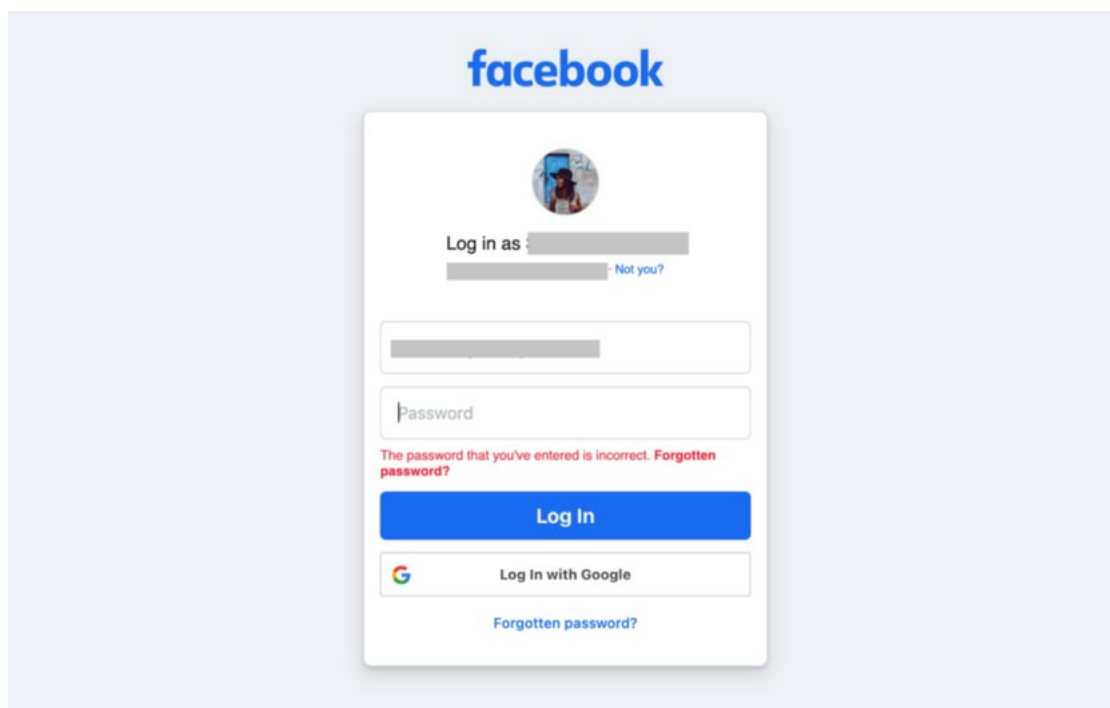 facebook
Log in as
· Not you?
Password
The password that you've entered is incorrect. Forgotten
password?
Log In
Log In with Google
Forgotten password?